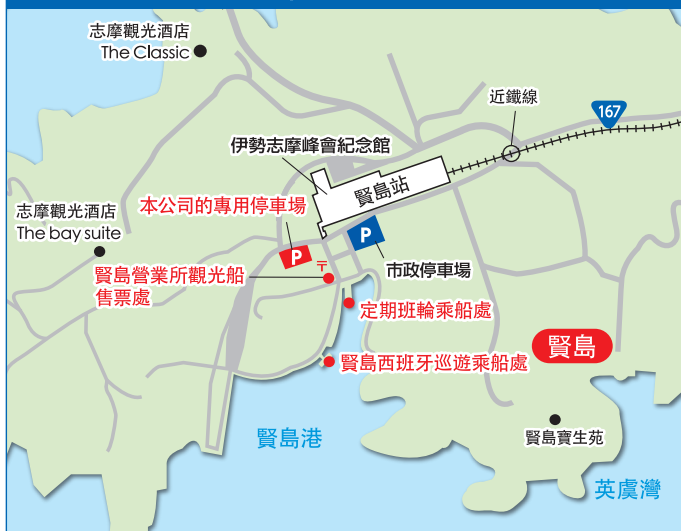 志摩觀光酒店
The Classic
近鐵線
167
伊勢志摩峰會紀念館
賢島站
本公司的專用停車場
志摩觀光酒店
The bay suite
P
P
〒
市政停車場
賢島營業所觀光船
售票處
定期班輪乘船處
賢島
賢島西班牙巡遊乘船處
賢島港
賢島寶生苑
英虞灣